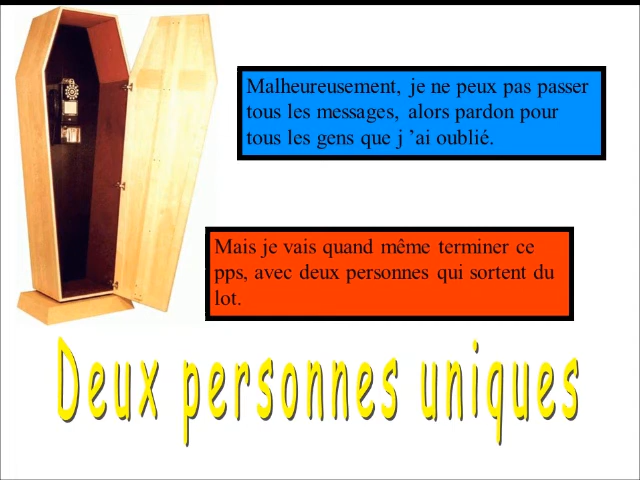 Malheureusement, je ne peux pas passer
tous les messages, alors pardon pour
tous les gens que j ’ai oublié.
Mais je vais quand même terminer ce
pps, avec deux personnes qui sortent du
lot.
Deux personnes uniques